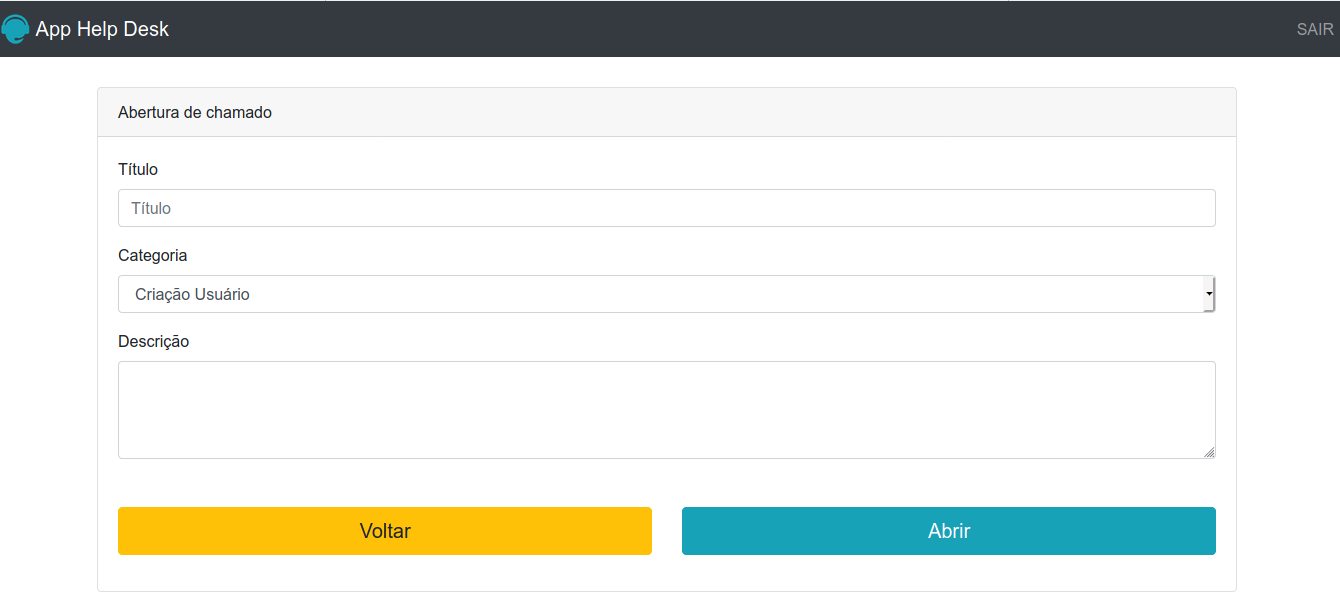 App Help Desk
SAIR
Abertura de chamado
Título
Título
Categoria
Criação Usuário
Descrição
Voltar
Abrir